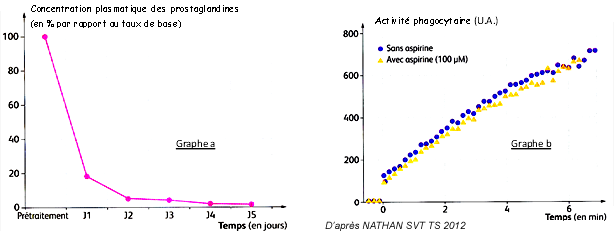 Concentration plasmatique des prostaglandines
(en % par rapport au taux de base)
100
80
60
40
20
0
Graphe a
Prétraitement J1 J2 J3 J4 J5
Temps (en jours)
Activité phagocytaire (U.A.)
Sans aspirine
Avec aspirine (100 µM)
800
600
400
200
0
Graphe b
0 2 4 6
Temps (en min)
D'après NATHAN SVT TS 2012